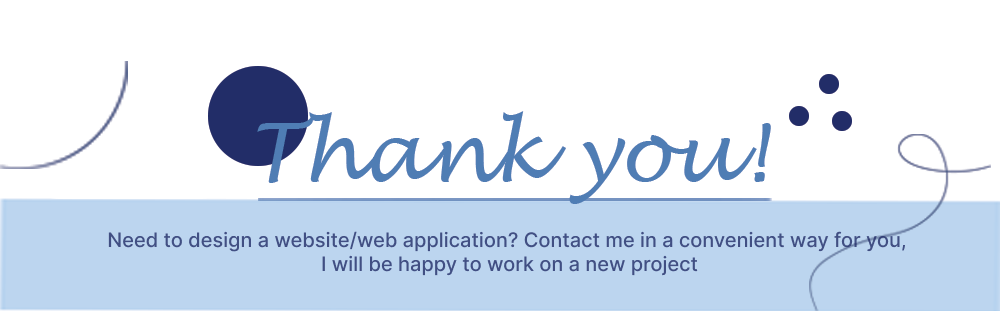 Thank you!
Need to design a website/web application? Contact me in a convenient way for you,
I will be happy to work on a new project